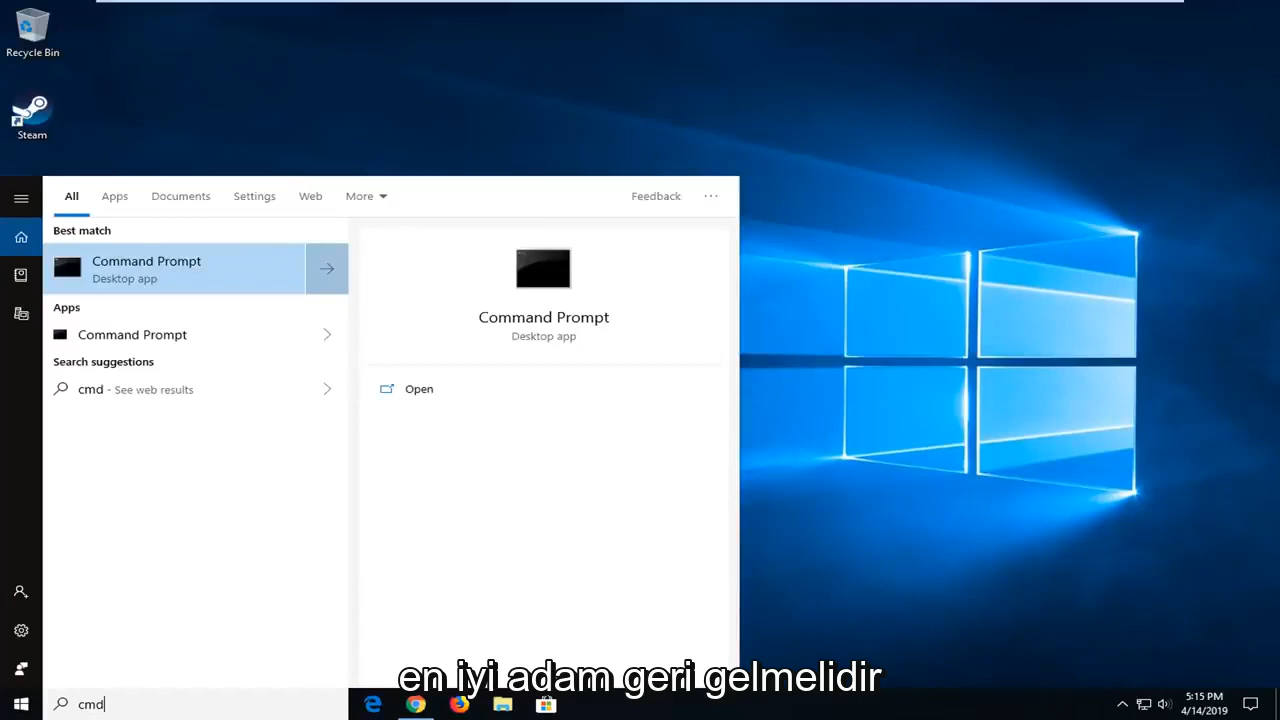 Recycle Bin
Steam
All Apps Documents Settings Web More Feedback ...
Best match
Command Prompt
Desktop app
Apps
Command Prompt
Search suggestions
cmd - See web results
Command Prompt
Desktop app
Open
en iyi adam geri gelmelidir
cmd
5:15 PM
4/14/2019